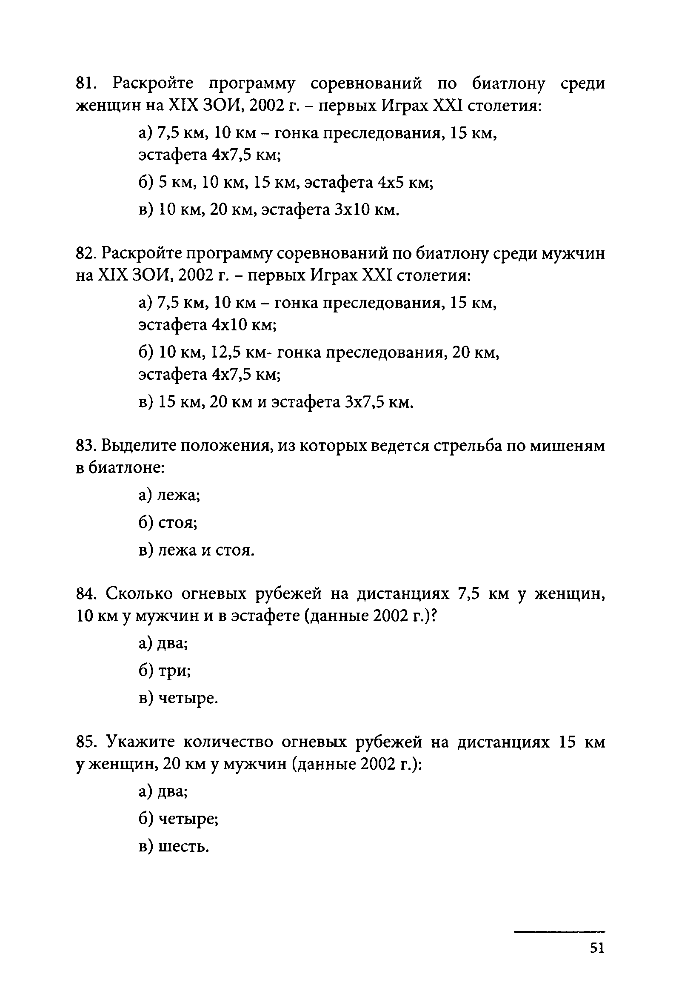 81. Раскройте программу соревнований по биатлону среди
женщин на XIX ЗОИ, 2002 г. – первых Играх XXI столетия:
а) 7,5 км, 10 км – гонка преследования, 15 км,
эстафета 4х7,5 км;
б) 5 км, 10 км, 15 км, эстафета 4х5 км;
в) 10 км, 20 км, эстафета 3х10 км.
82. Раскройте программу соревнований по биатлону среди мужчин
на XIX ЗОИ, 2002 г. – первых Играх XXI столетия:
а) 7,5 км, 10 км – гонка преследования, 15 км,
эстафета 4х10 км;
б) 10 км, 12,5 км- гонка преследования, 20 км,
эстафета 4х7,5 км;
в) 15 км, 20 км и эстафета 3х7,5 км.
83. Выделите положения, из которых ведется стрельба по мишеням
в биатлоне:
а) лежа;
б) стоя;
в) лежа и стоя.
84. Сколько огневых рубежей на дистанциях 7,5 км у женщин,
10 км у мужчин и в эстафете (данные 2002 г.)?
а) два;
б) три;
в) четыре.
85. Укажите количество огневых рубежей на дистанциях 15 км
у женщин, 20 км у мужчин (данные 2002 г.):
а) два;
б) четыре;
в) шесть.
51